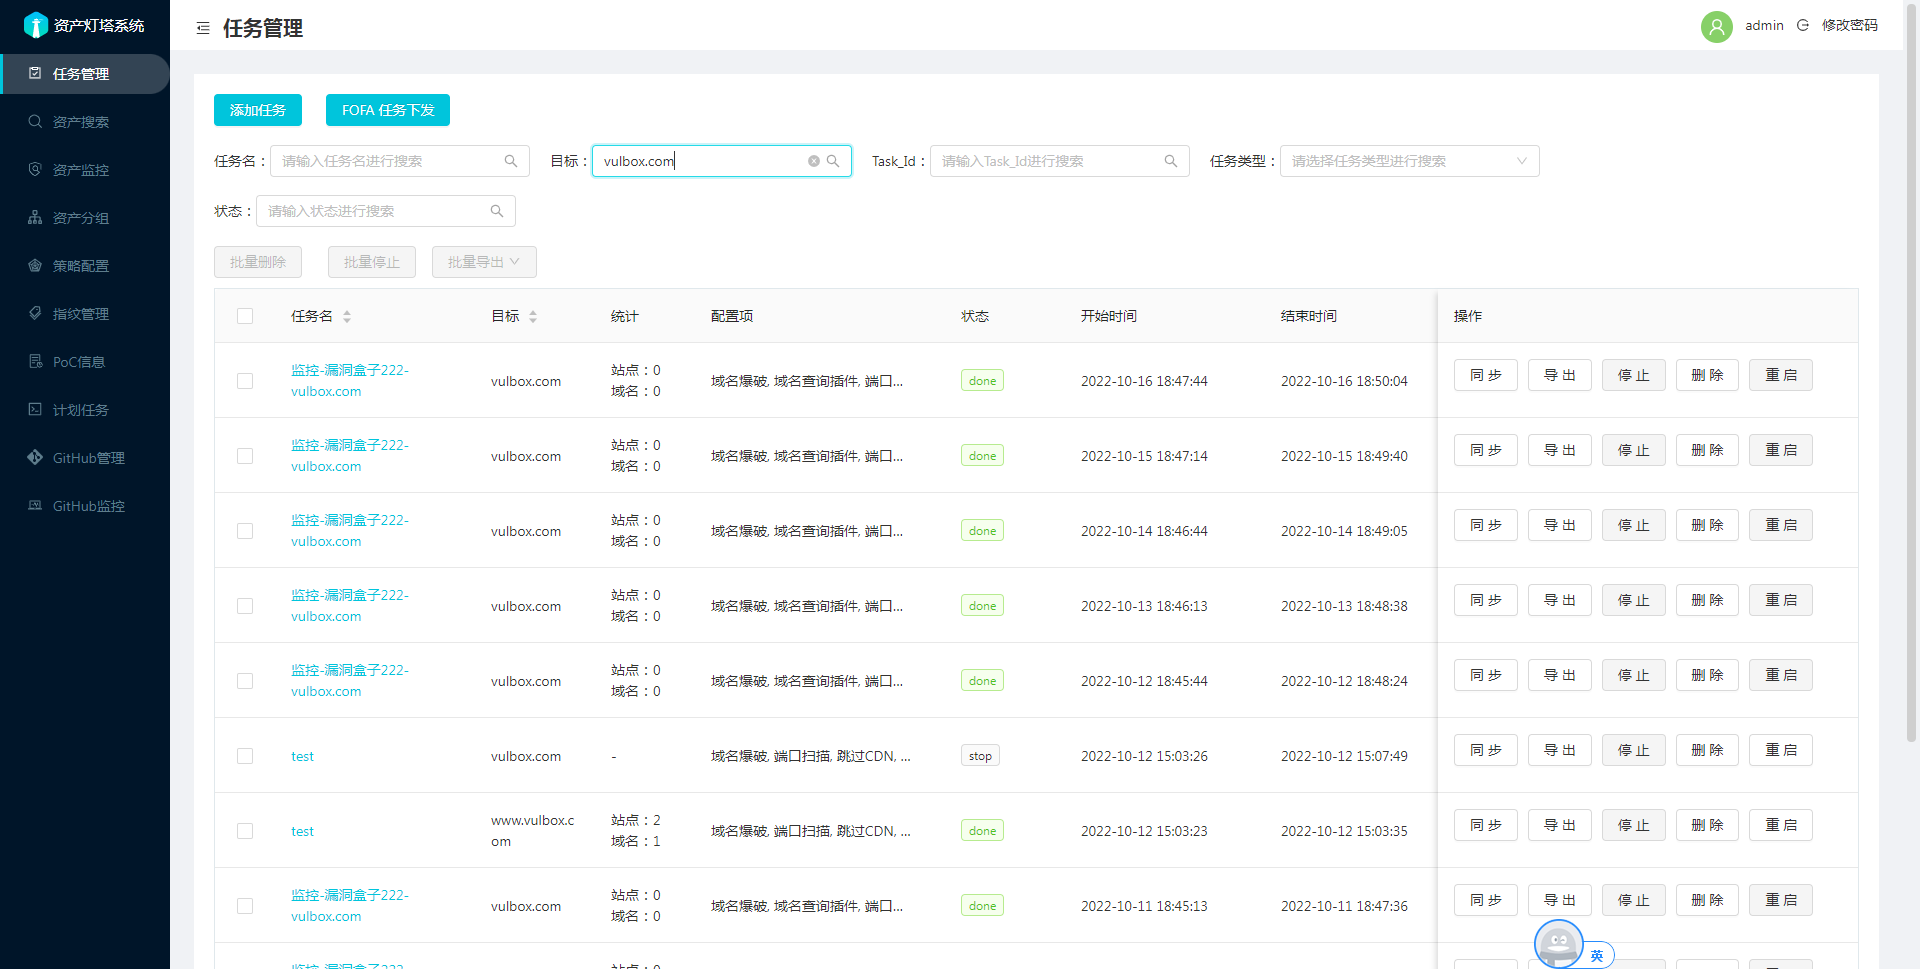 资产灯塔系统
任务管理
admin
修改密码
任务管理
资产搜索
资产监控
资产分组
策略配置
指纹管理
PoC信息
计划任务
GitHub管理
GitHub监控
添加任务
FOFA 任务下发
任务名：
请输入任务名进行搜索
目标：
vulbox.com
Task_Id：
请输入Task_Id进行搜索
任务类型：
请选择任务类型进行搜索
状态：
请输入状态进行搜索
批量删除
批量停止
批量导出
任务名 目标 统计 配置项 状态 开始时间 结束时间 操作
监控-漏洞盒子222-
vulbox.com
vulbox.com
站点：0
域名：0
域名爆破, 域名查询插件, 端口...
done
2022-10-16 18:47:44
2022-10-16 18:50:04
同 步 导 出 停 止 删 除 重 启
监控-漏洞盒子222-
vulbox.com
vulbox.com
站点：0
域名：0
域名爆破, 域名查询插件, 端口...
done
2022-10-15 18:47:14
2022-10-15 18:49:40
同 步 导 出 停 止 删 除 重 启
监控-漏洞盒子222-
vulbox.com
vulbox.com
站点：0
域名：0
域名爆破, 域名查询插件, 端口...
done
2022-10-14 18:46:44
2022-10-14 18:49:05
同 步 导 出 停 止 删 除 重 启
监控-漏洞盒子222-
vulbox.com
vulbox.com
站点：0
域名：0
域名爆破, 域名查询插件, 端口...
done
2022-10-13 18:46:13
2022-10-13 18:48:38
同 步 导 出 停 止 删 除 重 启
监控-漏洞盒子222-
vulbox.com
vulbox.com
站点：0
域名：0
域名爆破, 域名查询插件, 端口...
done
2022-10-12 18:45:44
2022-10-12 18:48:24
同 步 导 出 停 止 删 除 重 启
test
vulbox.com
-
域名爆破, 端口扫描, 跳过CDN, ...
stop
2022-10-12 15:03:26
2022-10-12 15:07:49
同 步 导 出 停 止 删 除 重 启
test
www.vulbox.c
om
站点：2
域名：1
域名爆破, 端口扫描, 跳过CDN, ...
done
2022-10-12 15:03:23
2022-10-12 15:03:35
同 步 导 出 停 止 删 除 重 启
监控-漏洞盒子222-
vulbox.com
vulbox.com
站点：0
域名：0
域名爆破, 域名查询插件, 端口...
done
2022-10-11 18:45:13
2022-10-11 18:47:36
同 步 导 出 停 止 删 除 重 启
监控-漏洞盒子222-
站点：0
英